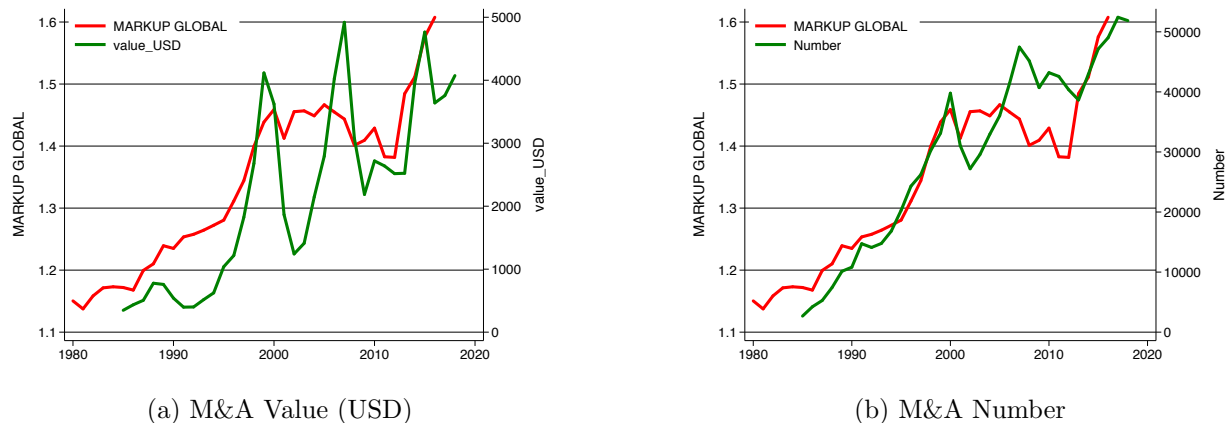 MARKUP GLOBAL
value_USD
1.6
1.5
1.4
1.3
1.2
1.1
MARKUP GLOBAL
5000
4000
3000
2000
1000
0
value_USD
1980 1990 2000 2010 2020
(a) M&A Value (USD)
MARKUP GLOBAL
Number
1.6
1.5
1.4
1.3
1.2
1.1
MARKUP GLOBAL
50000
40000
30000
20000
10000
0
Number
1980 1990 2000 2010 2020
(b) M&A Number